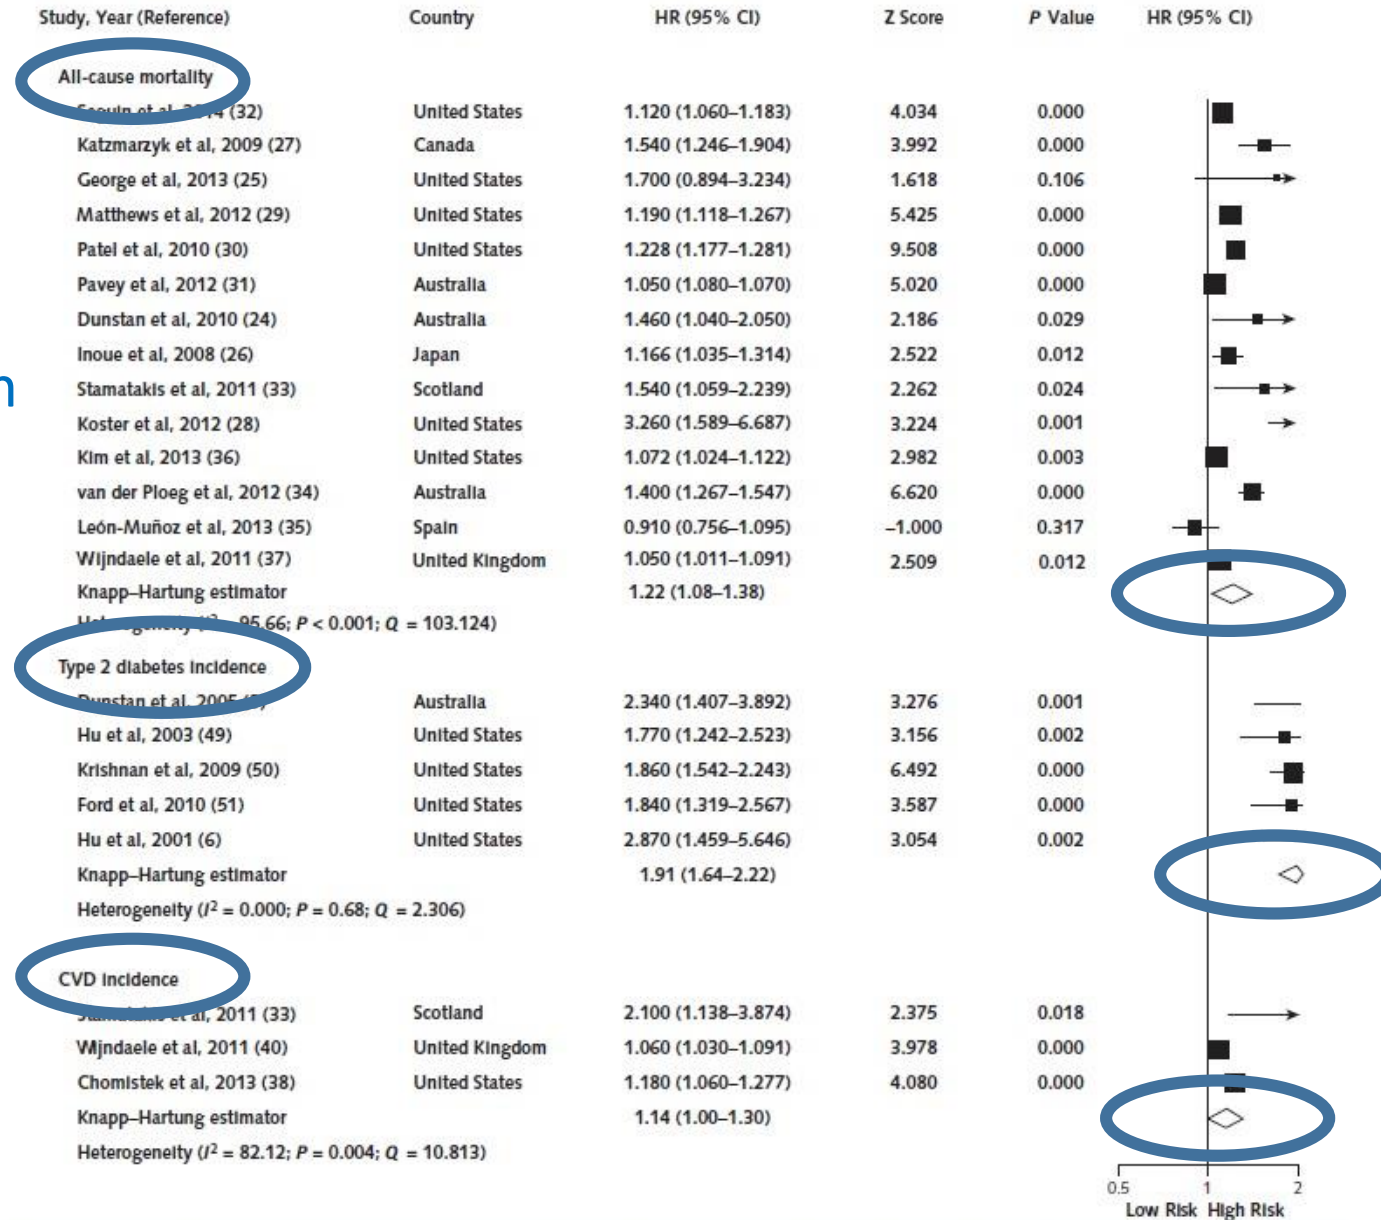 Study, Year (Reference) Country HR (95% CI) Z Score P Value HR (95% CI)
All-cause mortality
et al, 2014 (32) United States 1.120 (1.060–1.183) 4.034 0.000
Katzmarzyk et al, 2009 (27) Canada 1.540 (1.246–1.904) 3.992 0.000
George et al, 2013 (25) United States 1.700 (0.894–3.234) 1.618 0.106
Matthews et al, 2012 (29) United States 1.190 (1.118–1.267) 5.425 0.000
Patel et al, 2010 (30) United States 1.228 (1.177–1.281) 9.508 0.000
Pavey et al, 2012 (31) Australia 1.050 (1.080–1.070) 5.020 0.000
Dunstan et al, 2010 (24) Australia 1.460 (1.040–2.050) 2.186 0.029
Inoue et al, 2008 (26) Japan 1.166 (1.035–1.314) 2.522 0.012
n
Stamatakis et al, 2011 (33) Scotland 1.540 (1.059–2.239) 2.262 0.024
Koster et al, 2012 (28) United States 3.260 (1.589–6.687) 3.224 0.001
Kim et al, 2013 (36) United States 1.072 (1.024–1.122) 2.982 0.003
van der Ploeg et al, 2012 (34) Australia 1.400 (1.267–1.547) 6.620 0.000
León-Muñoz et al, 2013 (35) Spain 0.910 (0.756–1.095) –1.000 0.317
Wijndaele et al, 2011 (37) United Kingdom 1.050 (1.011–1.091) 2.509 0.012
Knapp–Hartung estimator 1.22 (1.08–1.38)
Heterogeneity 95.66; P < 0.001; Q = 103.124)
Type 2 diabetes incidence
Dunstan et al, 2005 Australia 2.340 (1.407–3.892) 3.276 0.001
Hu et al, 2003 (49) United States 1.770 (1.242–2.523) 3.156 0.002
Krishnan et al, 2009 (50) United States 1.860 (1.542–2.243) 6.492 0.000
Ford et al, 2010 (51) United States 1.840 (1.319–2.567) 3.587 0.000
Hu et al, 2001 (6) United States 2.870 (1.459–5.646) 3.054 0.002
Knapp–Hartung estimator 1.91 (1.64–2.22)
Heterogeneity (I² = 0.000; P = 0.68; Q = 2.306)
CVD incidence
Stamatakis et al, 2011 (33) Scotland 2.100 (1.138–3.874) 2.375 0.018
Wijndaele et al, 2011 (40) United Kingdom 1.060 (1.030–1.091) 3.978 0.000
Chomistek et al, 2013 (38) United States 1.180 (1.060–1.277) 4.080 0.000
Knapp–Hartung estimator 1.14 (1.00–1.30)
Heterogeneity (I² = 82.12; P = 0.004; Q = 10.813)
0.5 1 2
Low Risk High Risk